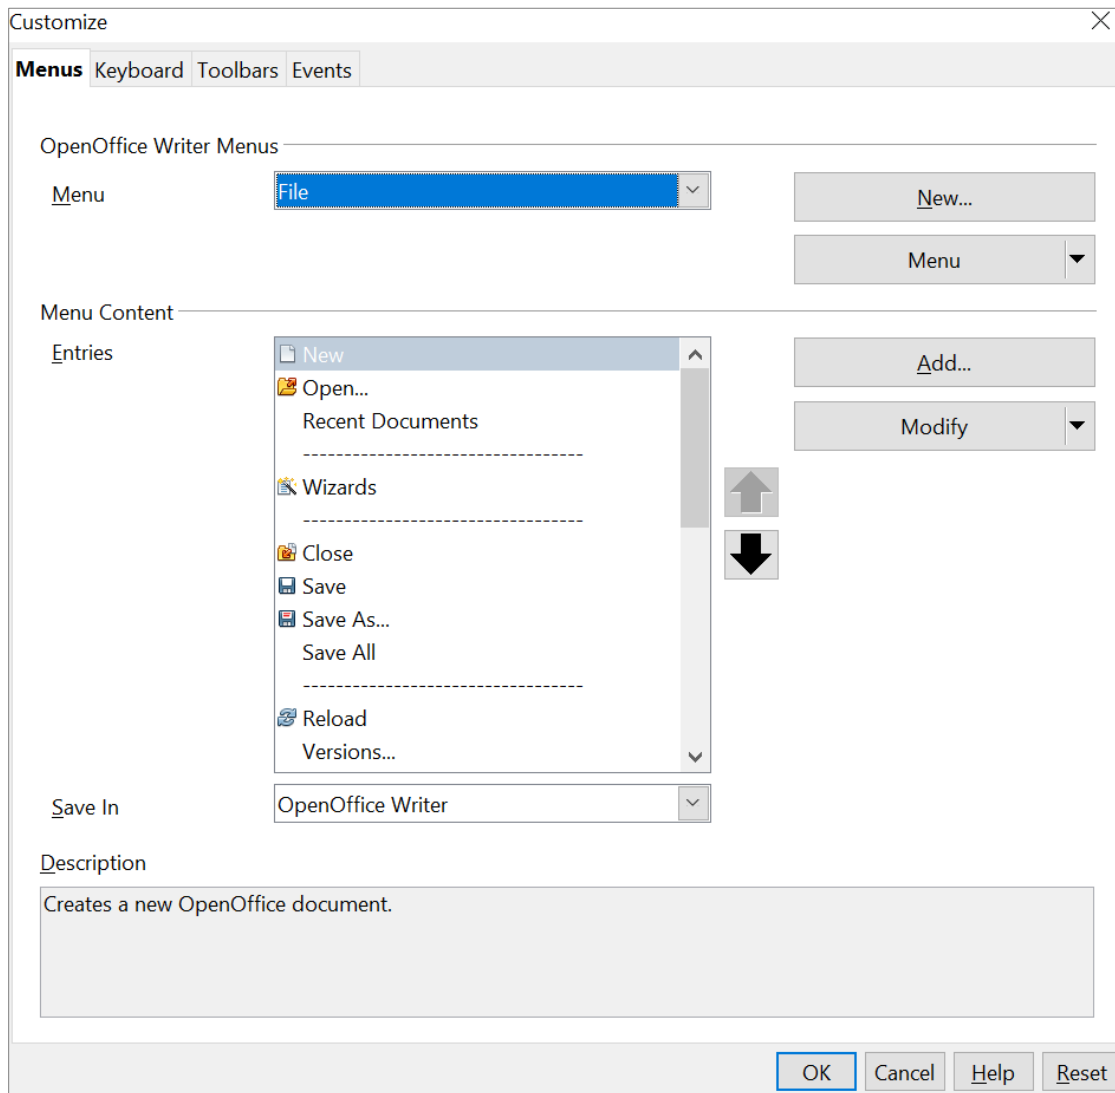 Customize
Menus Keyboard Toolbars Events
OpenOffice Writer Menus
Menu File New...
Menu
Menu Content
Entries New Add...
Open...
Recent Documents
Modify
----------------------------------
Wizards
----------------------------------
Close
Save
Save As...
Save All
----------------------------------
Reload
Versions...
Save In OpenOffice Writer
Description
Creates a new OpenOffice document.
OK Cancel Help Reset